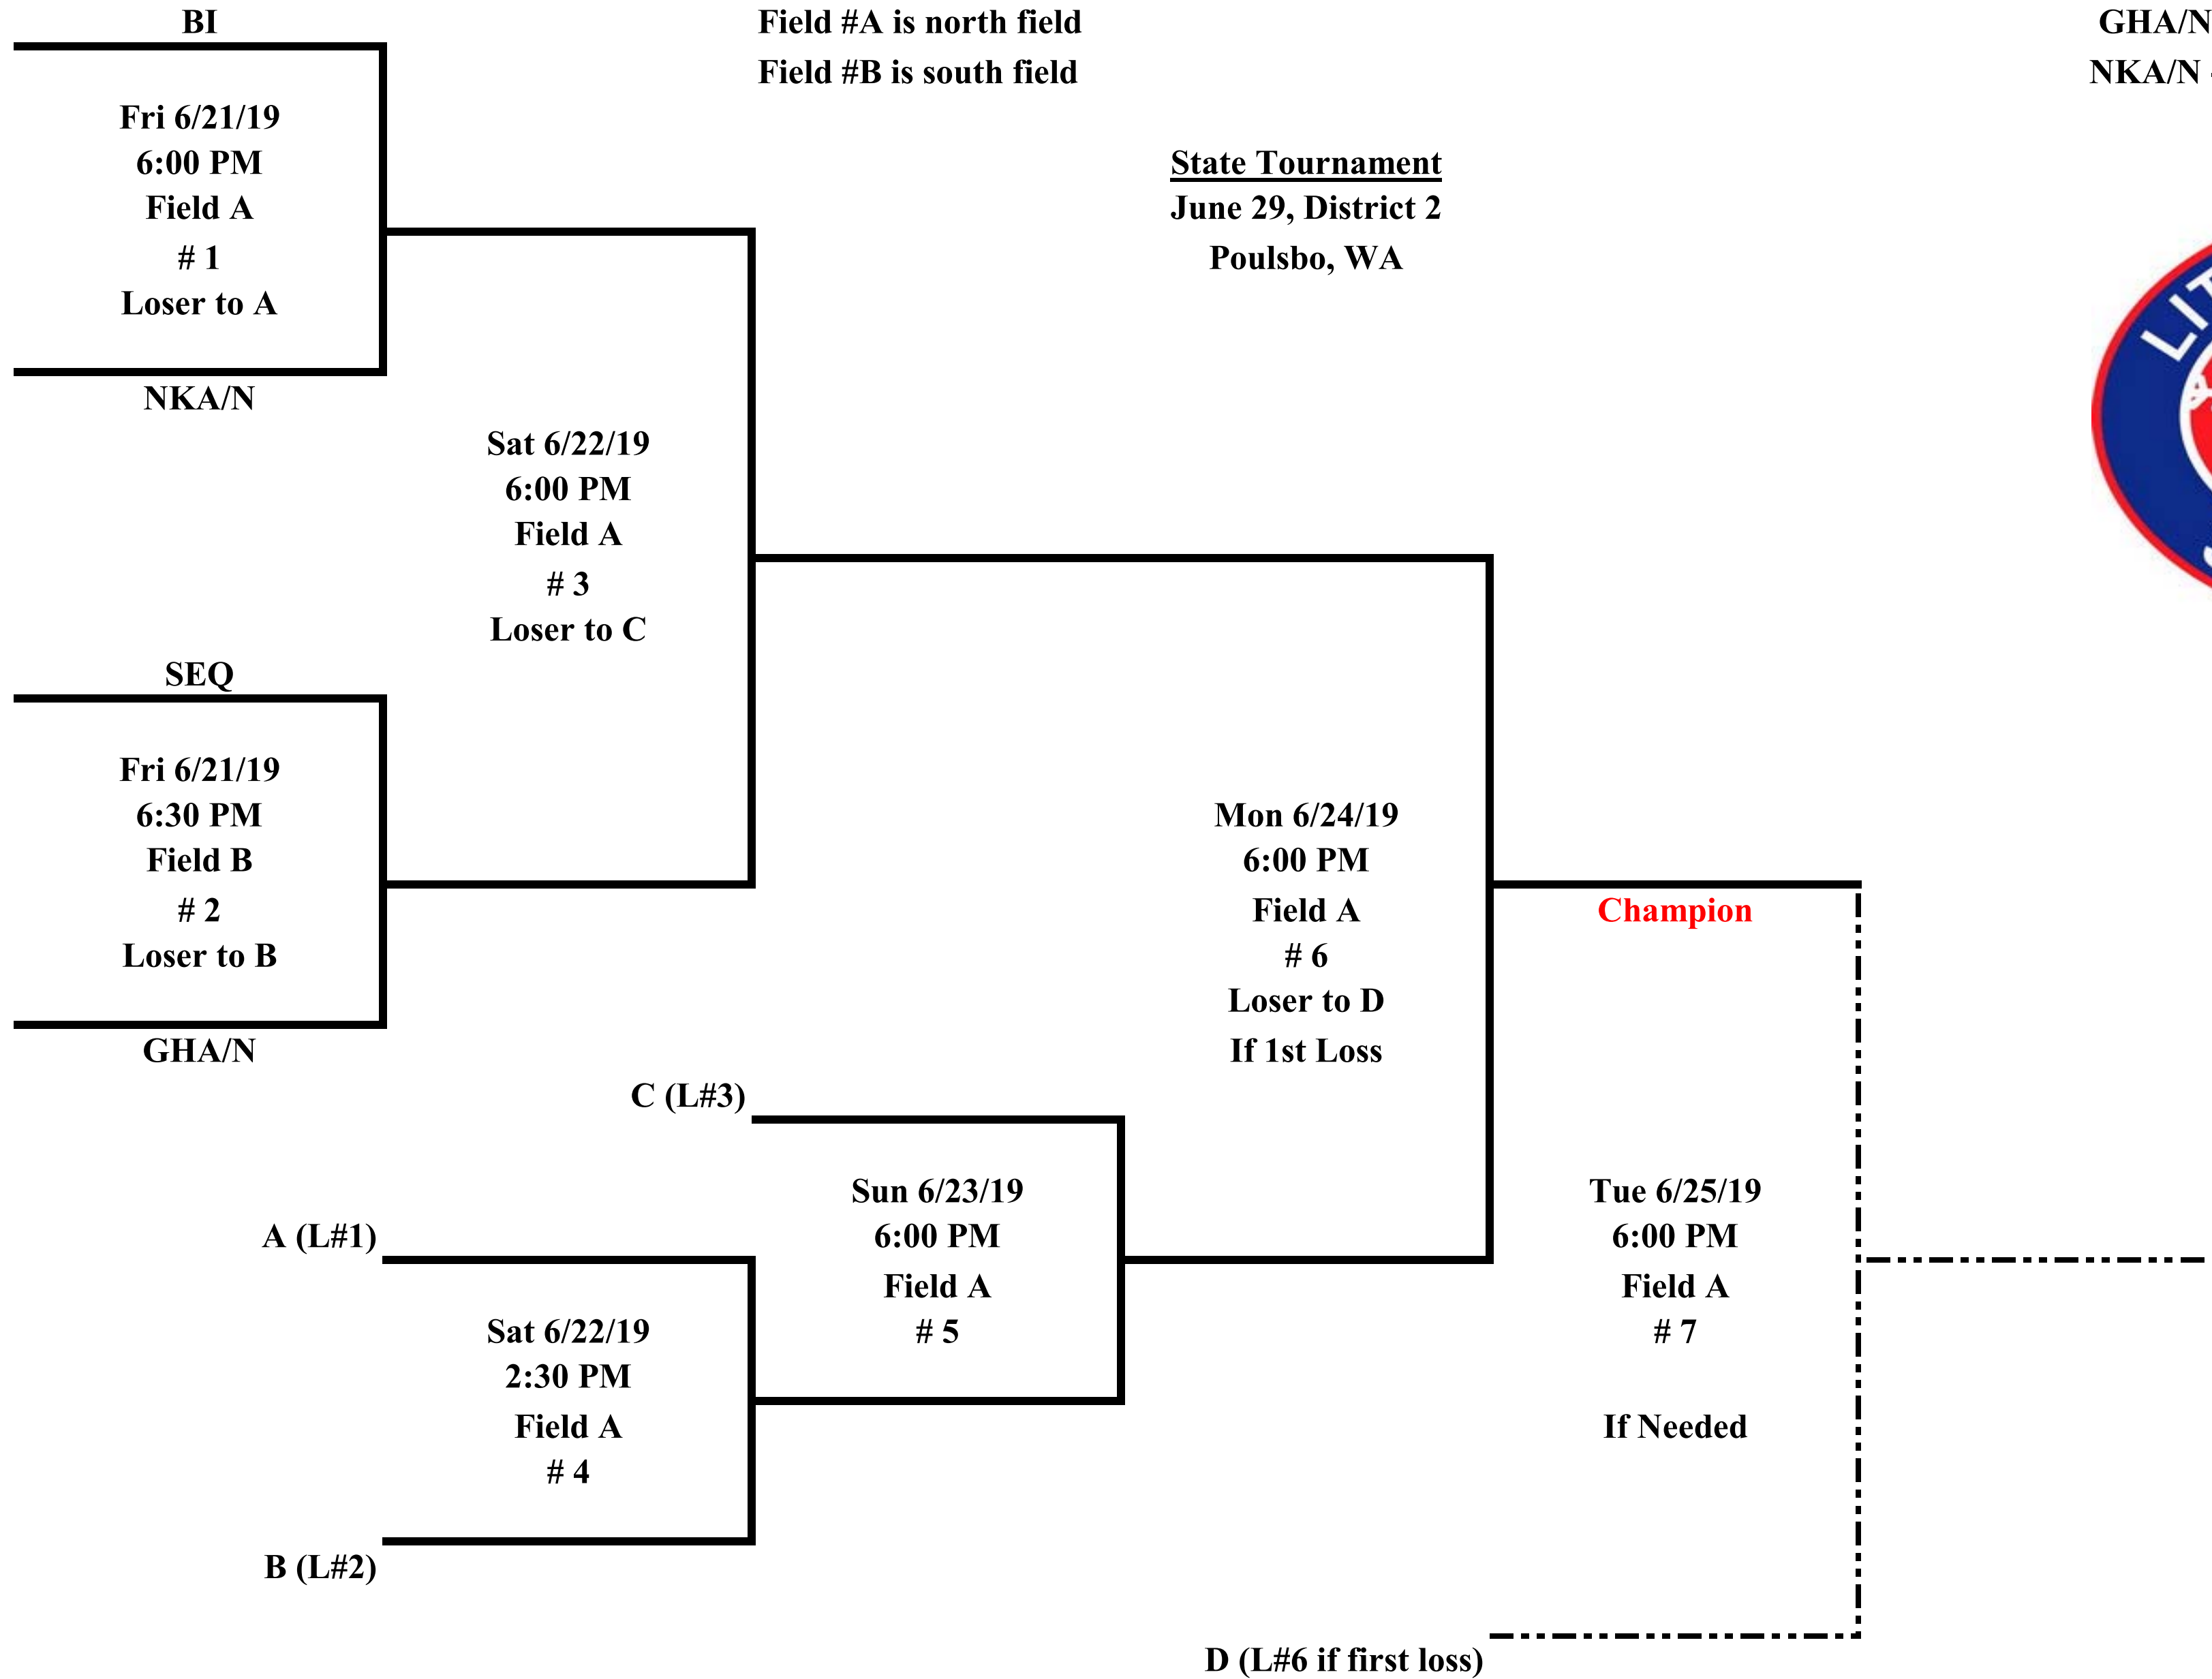 BI
Field #A is north field
GHA/N
Field #B is south field
NKA/N
Fri 6/21/19
6:00 PM
Field A
# 1
Loser to A
State Tournament
June 29, District 2
Poulsbo, WA
NKA/N
Sat 6/22/19
6:00 PM
Field A
# 3
Loser to C
SEQ
Fri 6/21/19
6:30 PM
Field B
# 2
Loser to B
GHA/N
Mon 6/24/19
6:00 PM
Field A
# 6
Loser to D
If 1st Loss
Champion
C (L#3)
A (L#1)
Sun 6/23/19
6:00 PM
Field A
# 5
Tue 6/25/19
6:00 PM
Field A
# 7
If Needed
Sat 6/22/19
2:30 PM
Field A
# 4
B (L#2)
D (L#6 if first loss)